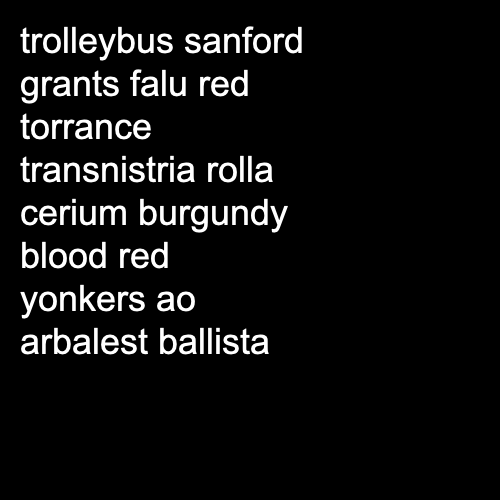 trolleybus sanford
grants falu red
torrance
transnistria rolla
cerium burgundy
blood red
yonkers ao
arbalest ballista